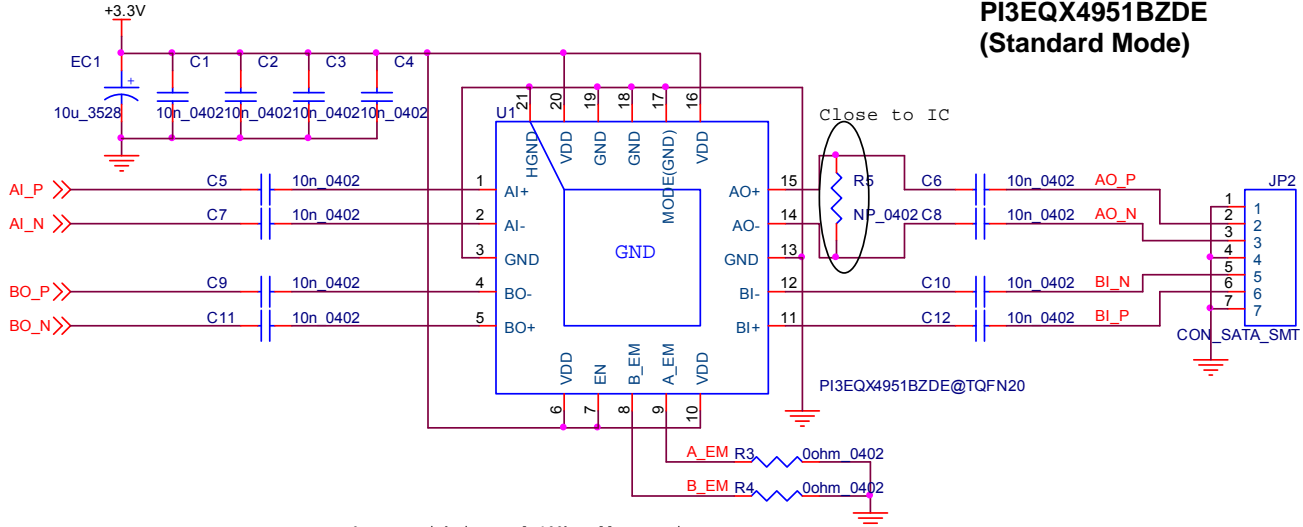 PI3EQX4951BZDE
(Standard Mode)
+3.3V
EC1
C1
C2
C3
C4
+
10u_3528
10n_0402
10n_0402
10n_0402
10n_0402
U1
21
20
19
18
17
16
HGND
VDD
GND
GND
MODE(GND)
VDD
Close to IC
AI_P
C5
10n_0402
1
AI+
AI_N
C7
10n_0402
2
AI-
3
GND
BO_P
C9
10n_0402
4
BO-
BO_N
C11
10n_0402
5
BO+
GND
AO+
15
AO-
14
GND
13
BI-
12
BI+
11
R5
NP_0402
C6
10n_0402
AO_P
C8
10n_0402
AO_N
C10
10n_0402
BI_N
C12
10n_0402
BI_P
JP2
1
2
3
4
5
6
7
1
2
3
4
5
6
7
CON_SATA_SMT
VDD
EN
B_EM
A_EM
VDD
6
7
8
9
10
PI3EQX4951BZDE@TQFN20
A_EM
R3
0ohm_0402
B_EM
R4
0ohm_0402